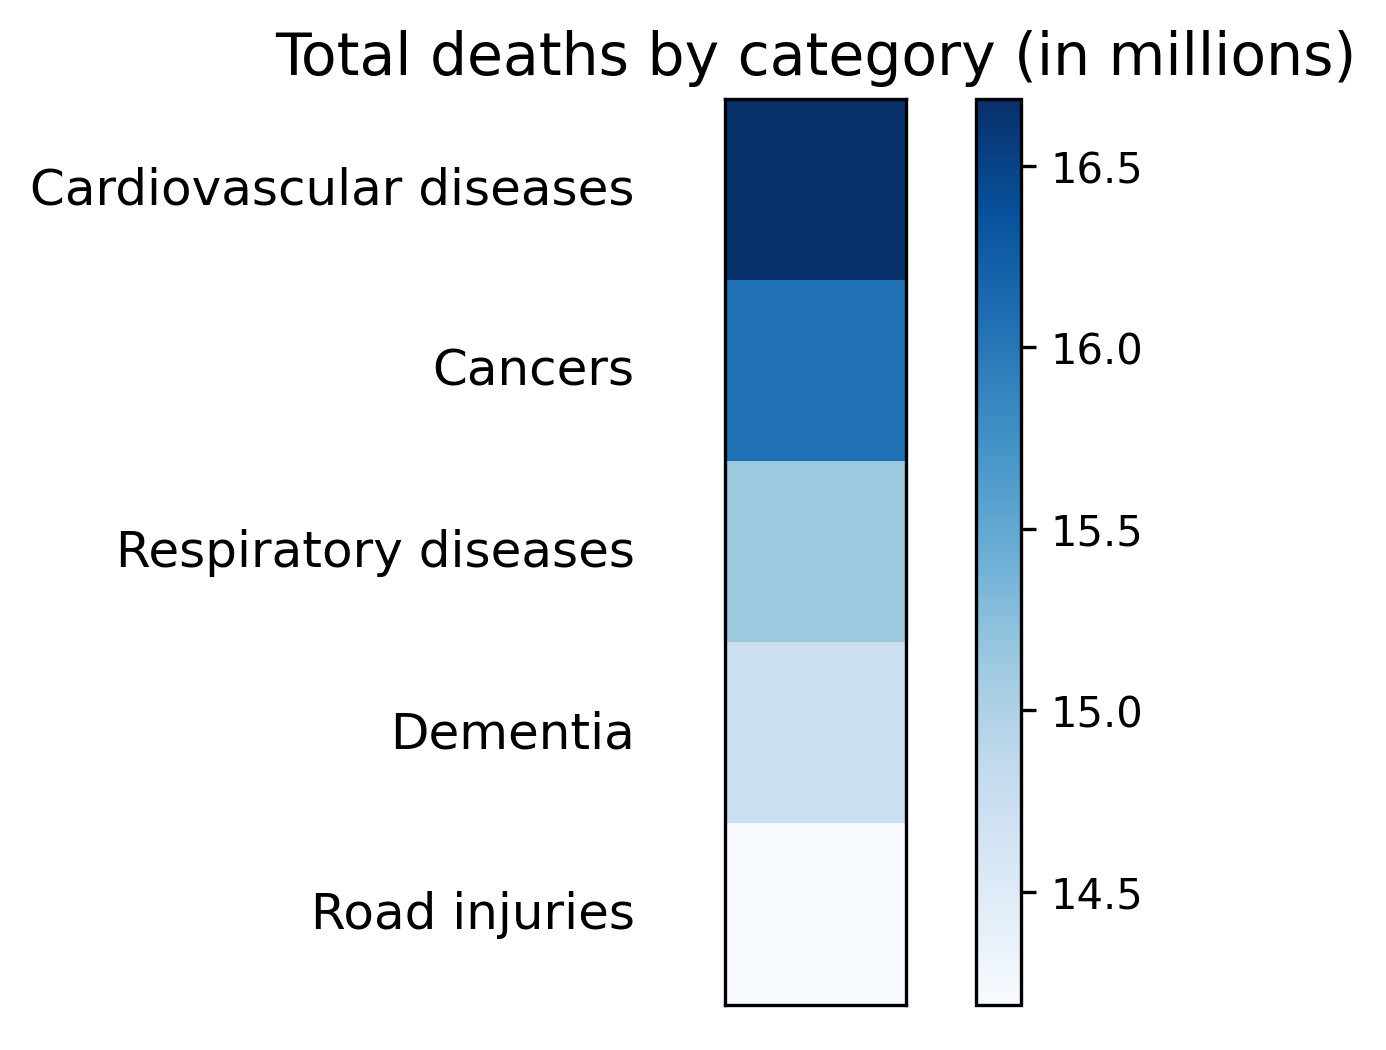 Total deaths by category (in millions)
Cardiovascular diseases
Cancers
Respiratory diseases
Dementia
Road injuries
16.5
16.0
15.5
15.0
14.5